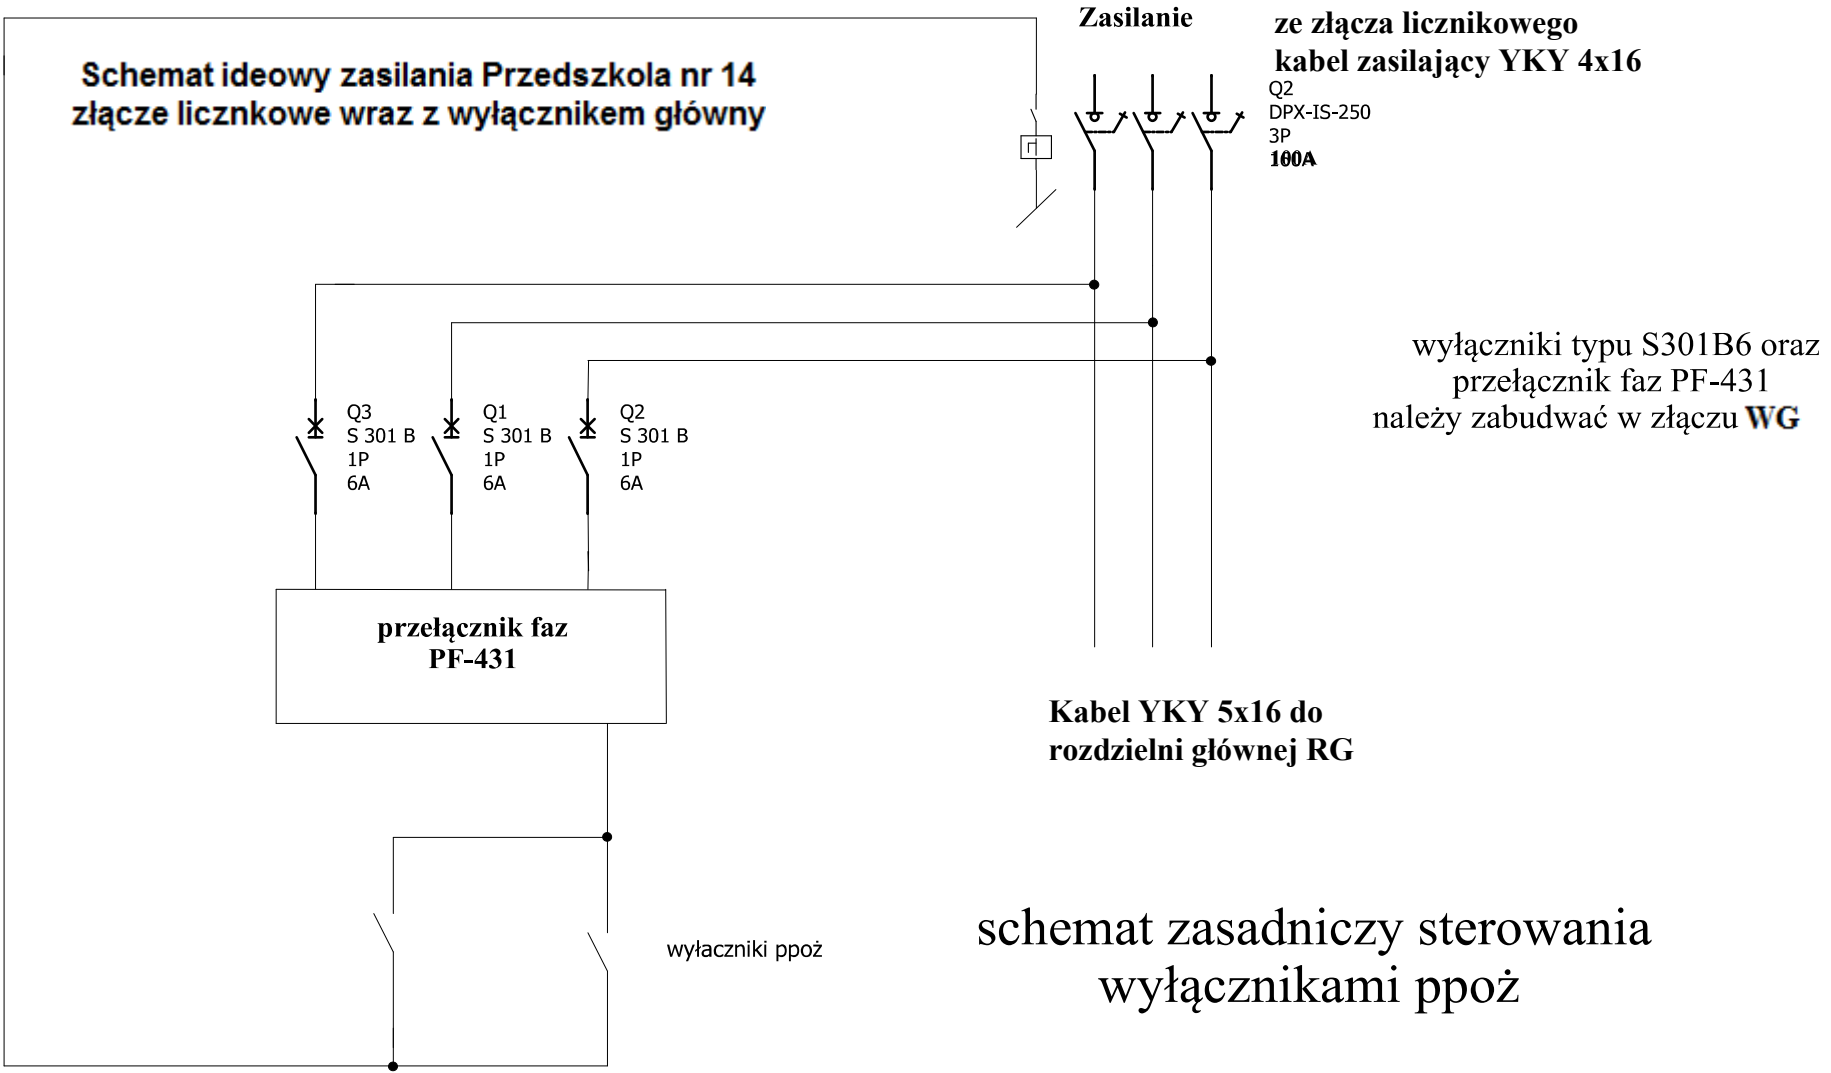 Zasilanie
ze złącza licznikowego
kabel zasilający YKY 4x16
Schemat ideowy zasilania Przedszkola nr 14
złącze licznkowe wraz z wyłącznikem główny
Q2
DPX-IS-250
3P
wyłączniki typu S301B6 oraz
przełącznik faz PF-431
należy zabudwać w złączu WG
Q3
S 301 B
1P
6A
Q1
S 301 B
1P
6A
Q2
S 301 B
1P
6A
przełącznik faz
PF-431
Kabel YKY 5x16 do
rozdzielni głównej RG
wyłaczniki ppoż
schemat zasadniczy sterowania
wyłącznikami ppoż